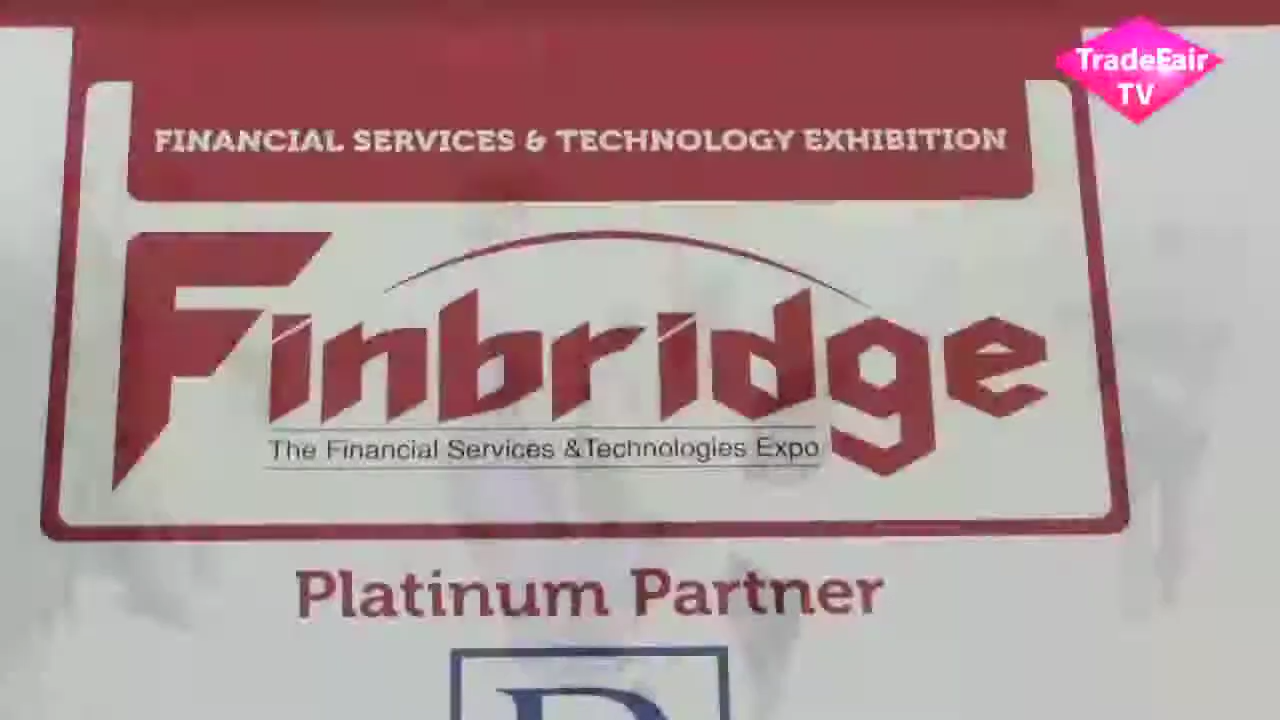 TradeFair
TV
FINANCIAL SERVICES & TECHNOLOGY EXHIBITION
Finbridge
The Financial Services &Technologies Expo
Platinum Partner